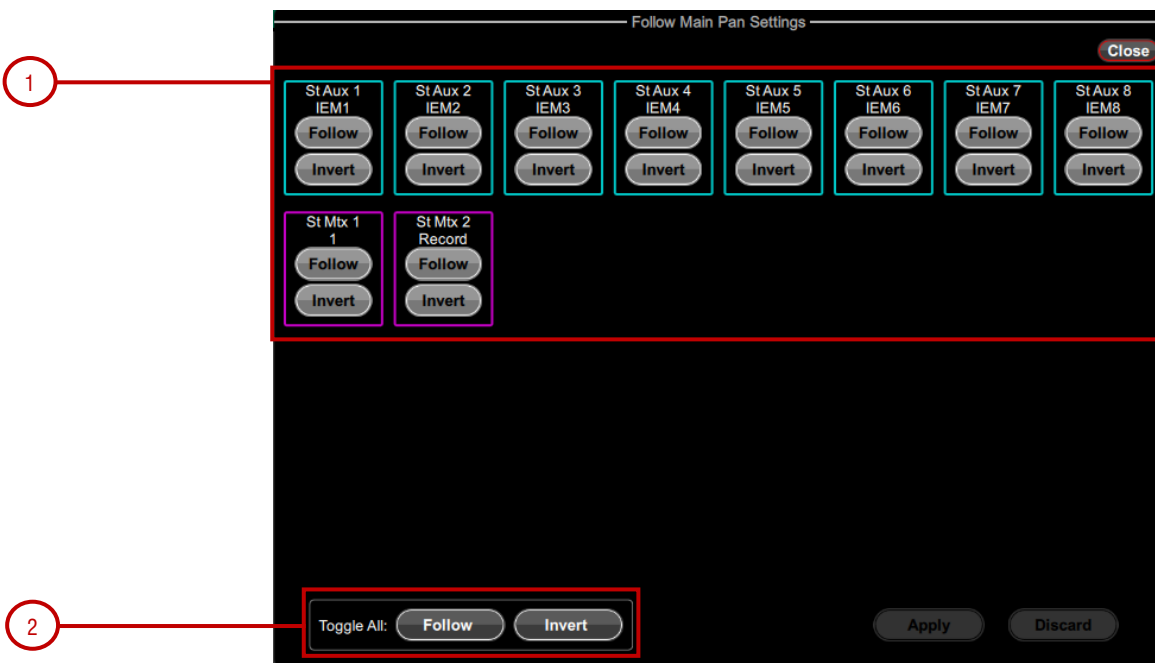 Follow Main Pan Settings
Close
1
St Aux 1 St Aux 2 St Aux 3 St Aux 4 St Aux 5 St Aux 6 St Aux 7 St Aux 8
IEM1 IEM2 IEM3 IEM4 IEM5 IEM6 IEM7 IEM8
Follow Follow Follow Follow Follow Follow Follow Follow
Invert Invert Invert Invert Invert Invert Invert Invert
St Mtx 1 St Mtx 2
1 Record
Follow Follow
Invert Invert
2
Toggle All: Follow Invert Apply Discard